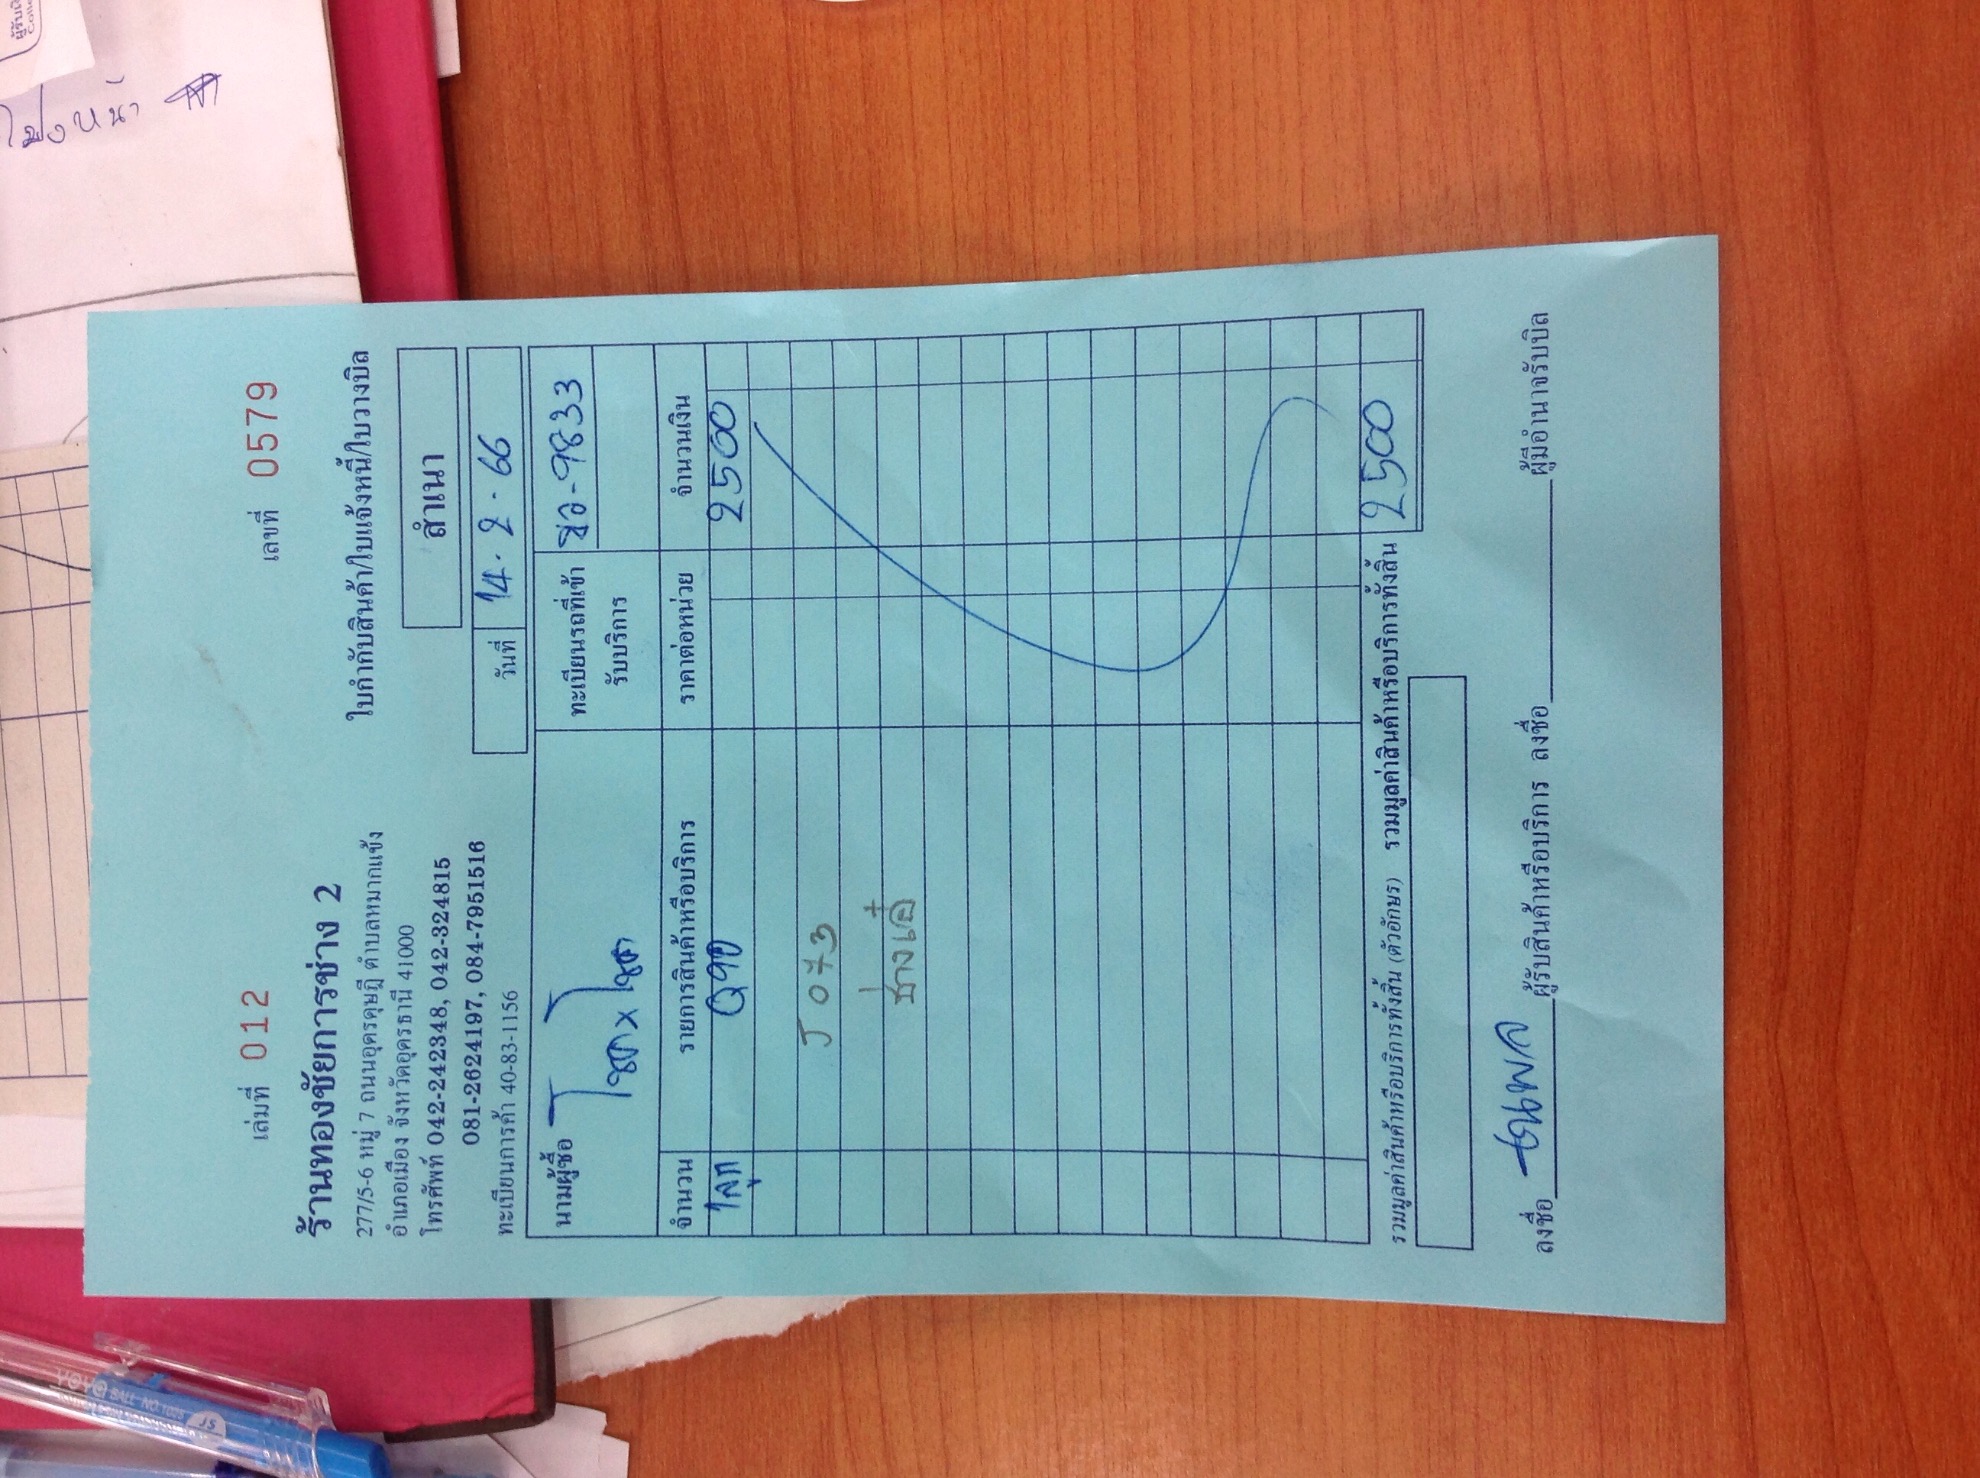 เล่มที่ 012
เลขที่ 0579
ร้านทองชัยการช่าง 2
277/5-6 หมู่ 7 ถนนอุดรดุษฎี ตำบลหมากแข้ง
อำเภอเมือง จังหวัดอุดรธานี 41000
โทรศัพท์ 042-242348, 042-324815
081-2624197, 084-7951516
ทะเบียนการค้า 40-83-1156
ใบกำกับสินค้า/ใบแจ้งหนี้/ใบวางบิล
สำเนา
วันที่ 14.2.66
นามผู้ซื้อ
ทะเบียนรถที่เข้ารับบริการ
-9833
จำนวน รายการสินค้าหรือบริการ ราคาต่อหน่วย จำนวนเงิน
1 ลูก 2500
J 073
รวมมูลค่าสินค้าหรือบริการทั้งสิ้น (ตัวอักษร) รวมมูลค่าสินค้าหรือบริการทั้งสิ้น 2500
ลงชื่อ ธนพล ผู้รับสินค้าหรือบริการ ลงชื่อ ผู้มีอำนาจรับบิล
BALL NO.1025